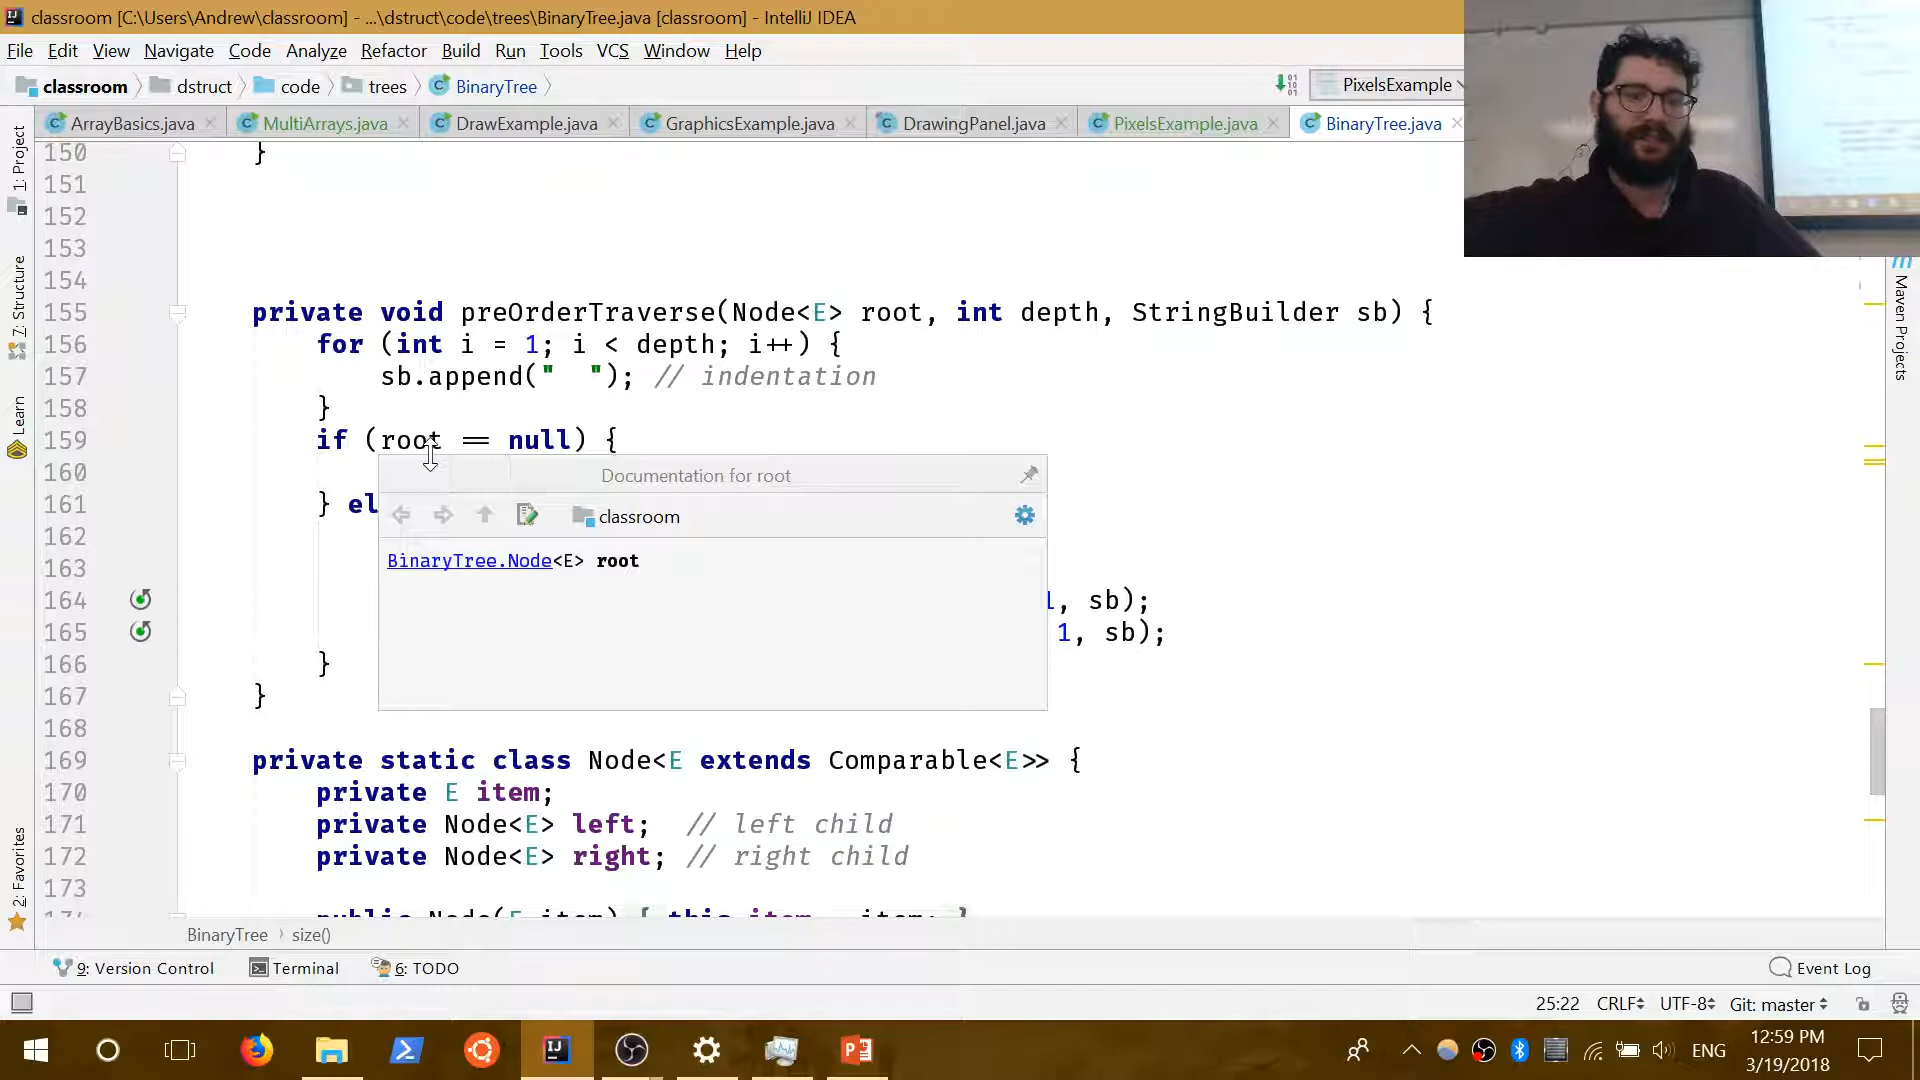 classroom [C:\Users\Andrew\classroom] - ...\dstruct\code\trees\BinaryTree.java [classroom] - IntelliJ IDEA
File Edit View Navigate Code Analyze Refactor Build Run Tools VCS Window Help
classroom dstruct code trees BinaryTree PixelsExample
ArrayBasics.java MultiArrays.java DrawExample.java GraphicsExample.java DrawingPanel.java PixelsExample.java BinaryTree.java
1: Project
7: Structure
Learn
2: Favorites
Maven Projects
150 }
151
152
153
154
155 private void preOrderTraverse(Node<E> root, int depth, StringBuilder sb) {
156 for (int i = 1; i < depth; i++) {
157 sb.append("  "); // indentation
158 }
159 if (root == null) {
160
161 } el
162
163
164 1, sb);
165 1, sb);
166 }
167 }
168
169 private static class Node<E extends Comparable<E>> {
170 private E item;
171 private Node<E> left; // left child
172 private Node<E> right; // right child
173
Documentation for root
classroom
BinaryTree.Node<E> root
BinaryTree › size()
9: Version Control Terminal 6: TODO Event Log
25:22 CRLF UTF-8 Git: master
ENG
12:59 PM
3/19/2018